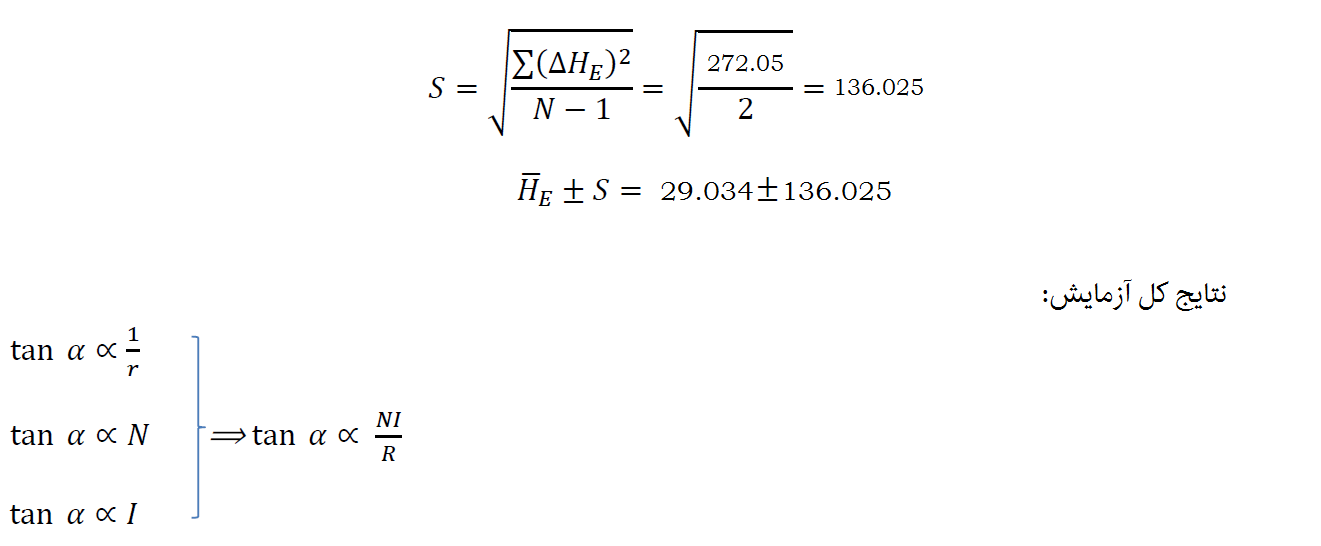 S = √(∑(ΔH_E)²/(N − 1)) = √(272.05/2) = 136.025
H̅_E ± S = 29.034±136.025
نتایج کل آزمایش:
tan α ∝ 1/r
tan α ∝ N ⟹ tan α ∝ NI/R
tan α ∝ I